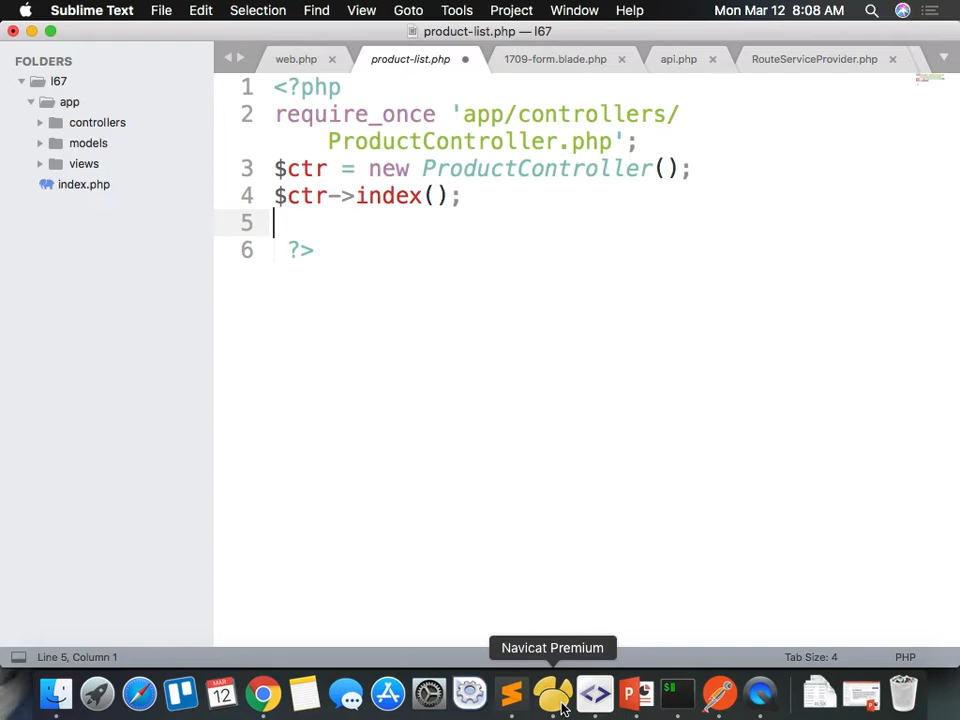 Sublime Text File Edit Selection Find View Goto Tools Project Window Help Mon Mar 12 8:08 AM
product-list.php — l67
FOLDERS
l67
app
controllers
models
views
index.php
web.php product-list.php 1709-form.blade.php api.php RouteServiceProvider.php
1 <?php
2 require_once 'app/controllers/
ProductController.php';
3 $ctr = new ProductController();
4 $ctr->index();
5
6 ?>
Navicat Premium
Line 5, Column 1 Tab Size: 4 PHP
MAR
12